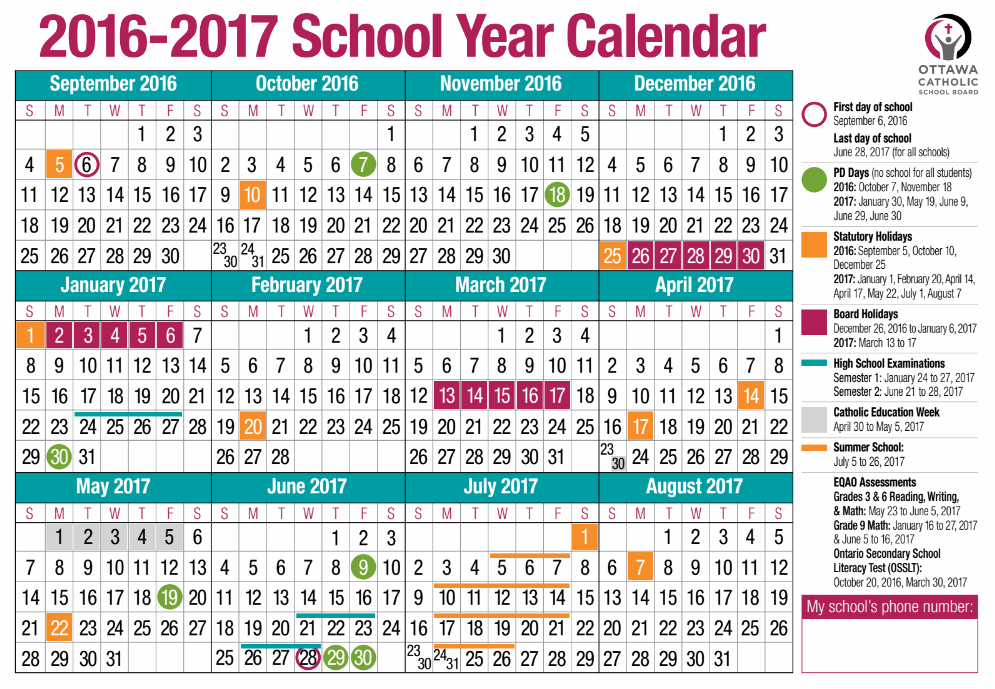 2016-2017 School Year Calendar
OTTAWA
CATHOLIC
SCHOOL BOARD
September 2016
S M T W T F S
1 2 3
4 5 6 7 8 9 10
11 12 13 14 15 16 17
18 19 20 21 22 23 24
25 26 27 28 29 30
October 2016
S M T W T F S
1
2 3 4 5 6 7 8
9 10 11 12 13 14 15
16 17 18 19 20 21 22
23 30 24 31 25 26 27 28 29
November 2016
S M T W T F S
1 2 3 4 5
6 7 8 9 10 11 12
13 14 15 16 17 18 19
20 21 22 23 24 25 26
27 28 29 30
December 2016
S M T W T F S
1 2 3
4 5 6 7 8 9 10
11 12 13 14 15 16 17
18 19 20 21 22 23 24
25 26 27 28 29 30 31
January 2017
S M T W T F S
1 2 3 4 5 6 7
8 9 10 11 12 13 14
15 16 17 18 19 20 21
22 23 24 25 26 27 28
29 30 31
February 2017
S M T W T F S
1 2 3 4
5 6 7 8 9 10 11
12 13 14 15 16 17 18
19 20 21 22 23 24 25
26 27 28
March 2017
S M T W T F S
1 2 3 4
5 6 7 8 9 10 11
12 13 14 15 16 17 18
19 20 21 22 23 24 25
26 27 28 29 30 31
April 2017
S M T W T F S
1
2 3 4 5 6 7 8
9 10 11 12 13 14 15
16 17 18 19 20 21 22
23 30 24 25 26 27 28 29
May 2017
S M T W T F S
1 2 3 4 5 6
7 8 9 10 11 12 13
14 15 16 17 18 19 20
21 22 23 24 25 26 27
28 29 30 31
June 2017
S M T W T F S
1 2 3
4 5 6 7 8 9 10
11 12 13 14 15 16 17
18 19 20 21 22 23 24
25 26 27 28 29 30
July 2017
S M T W T F S
1
2 3 4 5 6 7 8
9 10 11 12 13 14 15
16 17 18 19 20 21 22
23 30 24 31 25 26 27 28 29
August 2017
S M T W T F S
1 2 3 4 5
6 7 8 9 10 11 12
13 14 15 16 17 18 19
20 21 22 23 24 25 26
27 28 29 30 31
First day of school
September 6, 2016
Last day of school
June 28, 2017 (for all schools)
PD Days (no school for all students)
2016: October 7, November 18
2017: January 30, May 19, June 9,
June 29, June 30
Statutory Holidays
2016: September 5, October 10,
December 25
2017: January 1, February 20, April 14,
April 17, May 22, July 1, August 7
Board Holidays
December 26, 2016 to January 6, 2017
2017: March 13 to 17
High School Examinations
Semester 1: January 24 to 27, 2017
Semester 2: June 21 to 28, 2017
Catholic Education Week
April 30 to May 5, 2017
Summer School:
July 5 to 26, 2017
EQAO Assessments
Grades 3 & 6 Reading, Writing,
& Math: May 23 to June 5, 2017
Grade 9 Math: January 16 to 27, 2017
& June 5 to 16, 2017
Ontario Secondary School
Literacy Test (OSSLT):
October 20, 2016, March 30, 2017
My school's phone number: